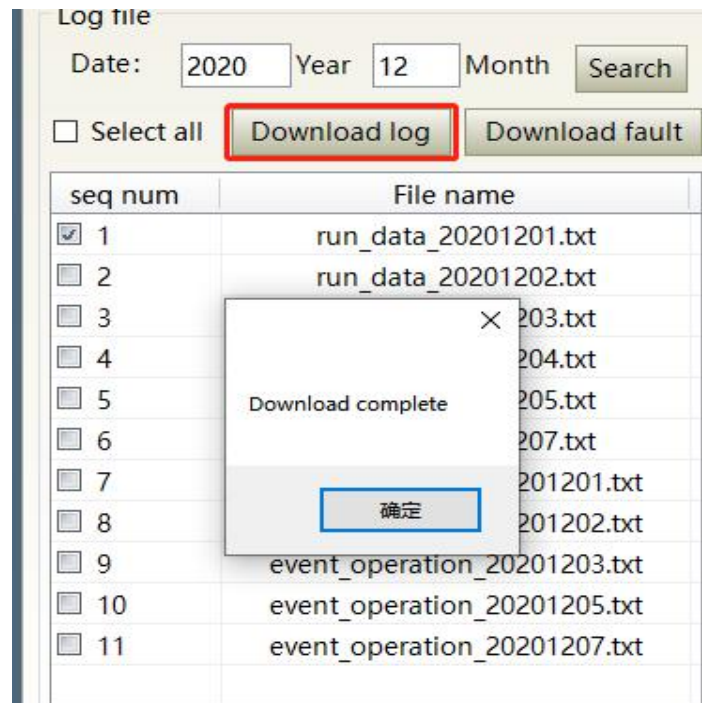 Log file
Date: 2020 Year 12 Month Search
Select all Download log Download fault
seq num File name
1 run_data_20201201.txt
2 run_data_20201202.txt
3 203.txt
4 204.txt
5 Download complete 205.txt
6 207.txt
7 201201.txt
8 确定 201202.txt
9 event_operation_20201203.txt
10 event_operation_20201205.txt
11 event_operation_20201207.txt